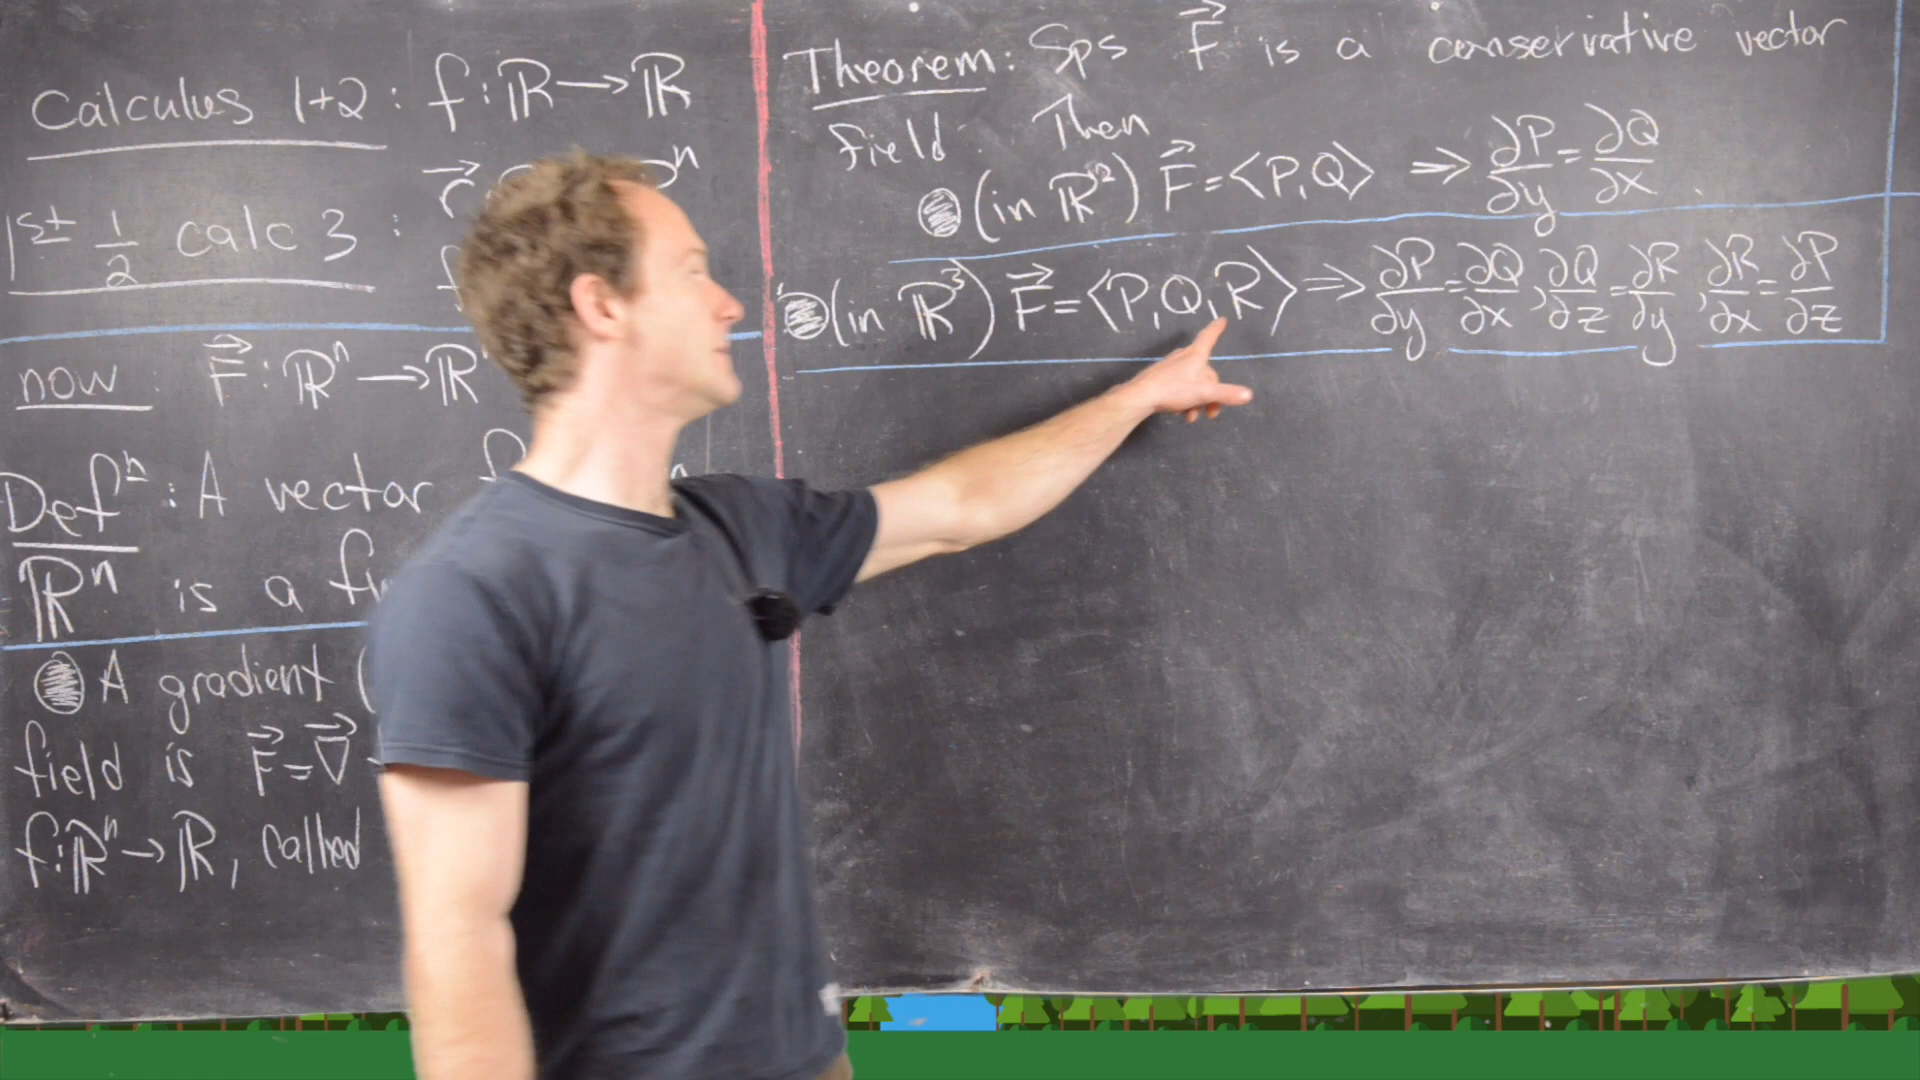 Calculus 1+2 : f : ℝ → ℝ
1st 1/2 calc 3 :
now : F⃗ : ℝⁿ → ℝ
Defⁿ : A vector
ℝⁿ is a
A gradient (
field is F⃗ = ∇⃗
f : ℝⁿ → ℝ, called
Theorem: Sps F⃗ is a conservative vector
field. Then
(in ℝ²) F⃗ = <P, Q> ⇒ ∂P/∂y = ∂Q/∂x
(in ℝ³) F⃗ = <P, Q, R> ⇒ ∂P/∂y = ∂Q/∂x, ∂Q/∂z = ∂R/∂y, ∂R/∂x = ∂P/∂z